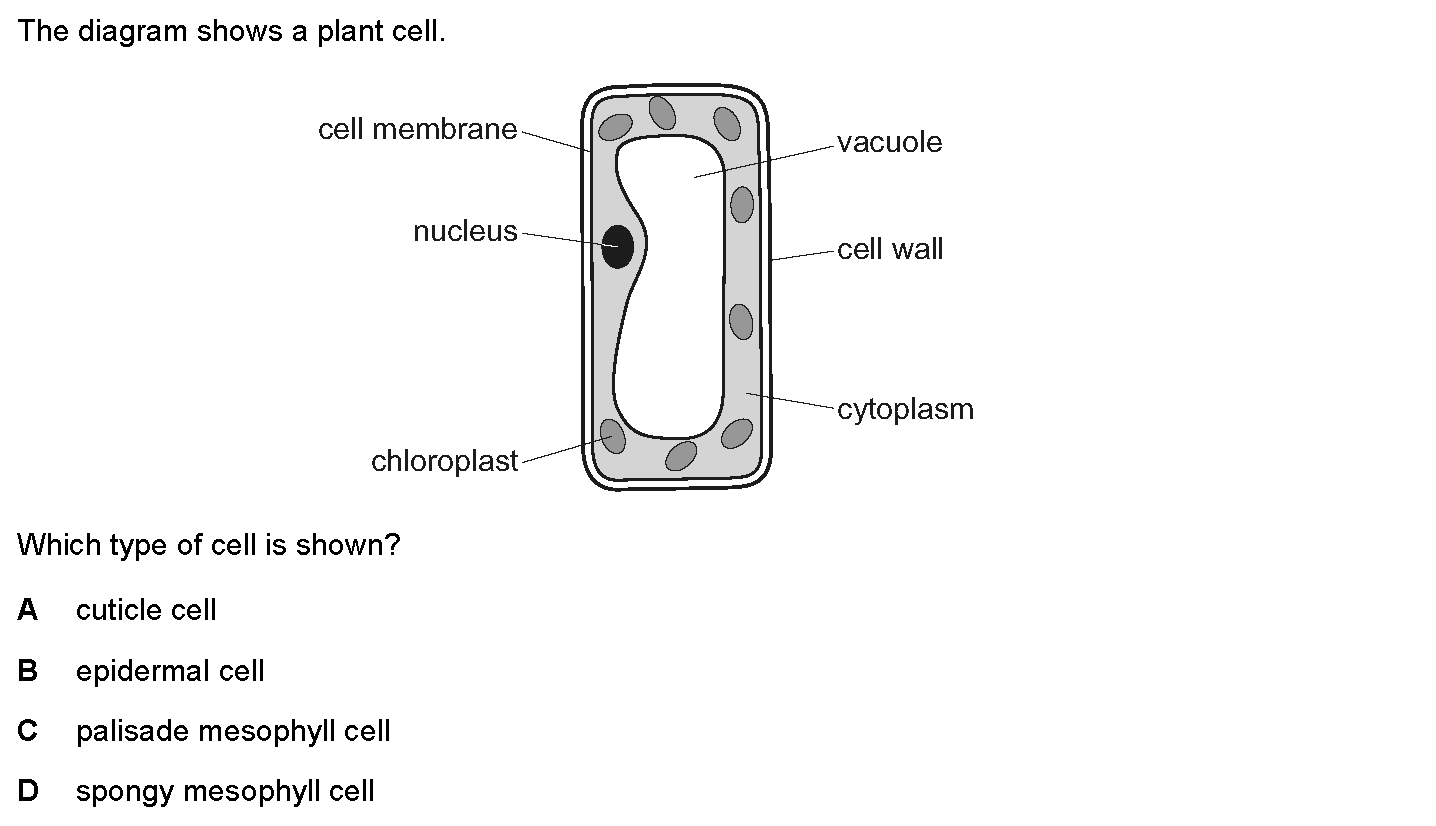 The diagram shows a plant cell.
cell membrane
vacuole
nucleus
cell wall
cytoplasm
chloroplast
Which type of cell is shown?
A cuticle cell
B epidermal cell
C palisade mesophyll cell
D spongy mesophyll cell